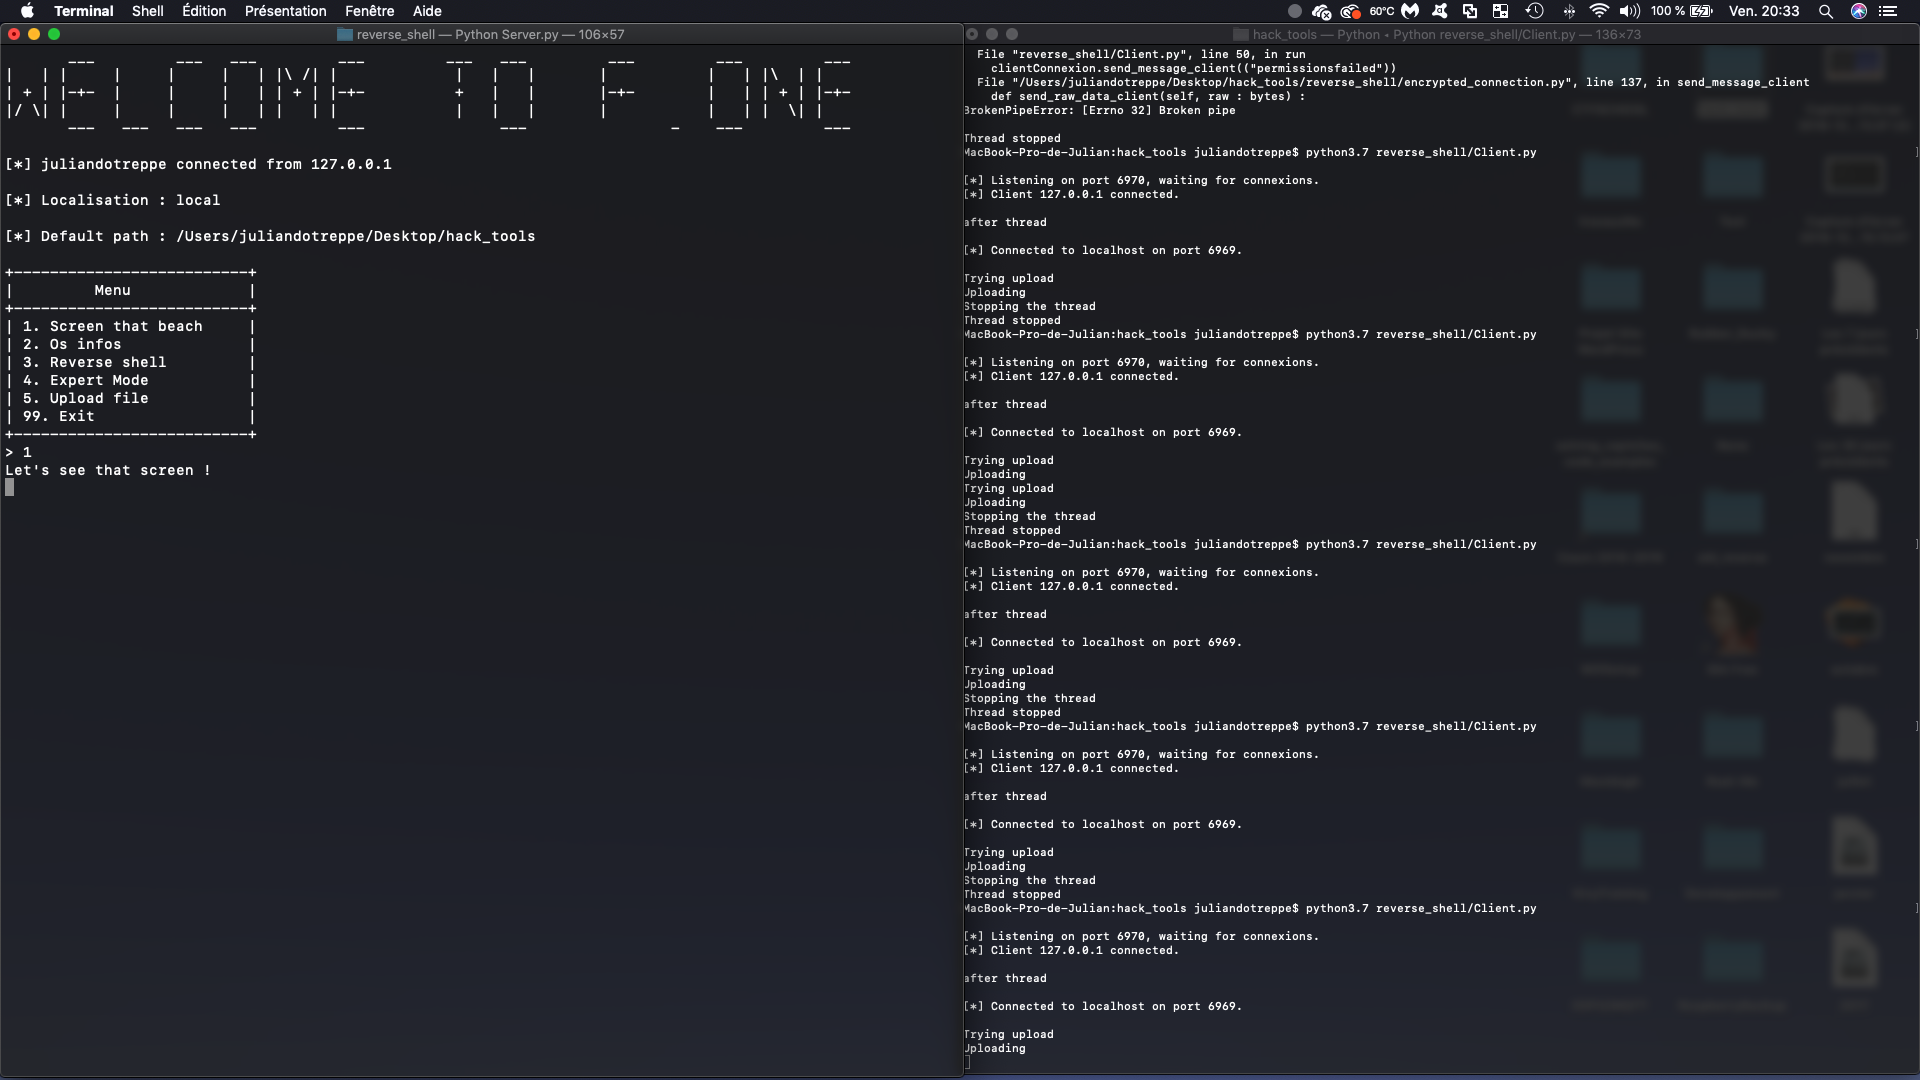 Terminal Shell Édition Présentation Fenêtre Aide
60°C 100 % Ven. 20:33
reverse_shell — Python Server.py — 106×57
WELCOME TO F_ONE
[*] juliandotreppe connected from 127.0.0.1
[*] Localisation : local
[*] Default path : /Users/juliandotreppe/Desktop/hack_tools
+--------------------------+
| Menu |
+--------------------------+
| 1. Screen that beach |
| 2. Os infos |
| 3. Reverse shell |
| 4. Expert Mode |
| 5. Upload file |
| 99. Exit |
+--------------------------+
> 1
Let's see that screen !
hack_tools — Python • Python reverse_shell/Client.py — 136×73
File "reverse_shell/Client.py", line 50, in run
clientConnexion.send_message_client(("permissionsfailed"))
File "/Users/juliandotreppe/Desktop/hack_tools/reverse_shell/encrypted_connection.py", line 137, in send_message_client
def send_raw_data_client(self, raw : bytes) :
BrokenPipeError: [Errno 32] Broken pipe
Thread stopped
MacBook-Pro-de-Julian:hack_tools juliandotreppe$ python3.7 reverse_shell/Client.py
[*] Listening on port 6970, waiting for connexions.
[*] Client 127.0.0.1 connected.
after thread
[*] Connected to localhost on port 6969.
Trying upload
Uploading
Stopping the thread
Thread stopped
MacBook-Pro-de-Julian:hack_tools juliandotreppe$ python3.7 reverse_shell/Client.py
[*] Listening on port 6970, waiting for connexions.
[*] Client 127.0.0.1 connected.
after thread
[*] Connected to localhost on port 6969.
Trying upload
Uploading
Trying upload
Uploading
Stopping the thread
Thread stopped
MacBook-Pro-de-Julian:hack_tools juliandotreppe$ python3.7 reverse_shell/Client.py
[*] Listening on port 6970, waiting for connexions.
[*] Client 127.0.0.1 connected.
after thread
[*] Connected to localhost on port 6969.
Trying upload
Uploading
Stopping the thread
Thread stopped
MacBook-Pro-de-Julian:hack_tools juliandotreppe$ python3.7 reverse_shell/Client.py
[*] Listening on port 6970, waiting for connexions.
[*] Client 127.0.0.1 connected.
after thread
[*] Connected to localhost on port 6969.
Trying upload
Uploading
Stopping the thread
Thread stopped
MacBook-Pro-de-Julian:hack_tools juliandotreppe$ python3.7 reverse_shell/Client.py
[*] Listening on port 6970, waiting for connexions.
[*] Client 127.0.0.1 connected.
after thread
[*] Connected to localhost on port 6969.
Trying upload
Uploading